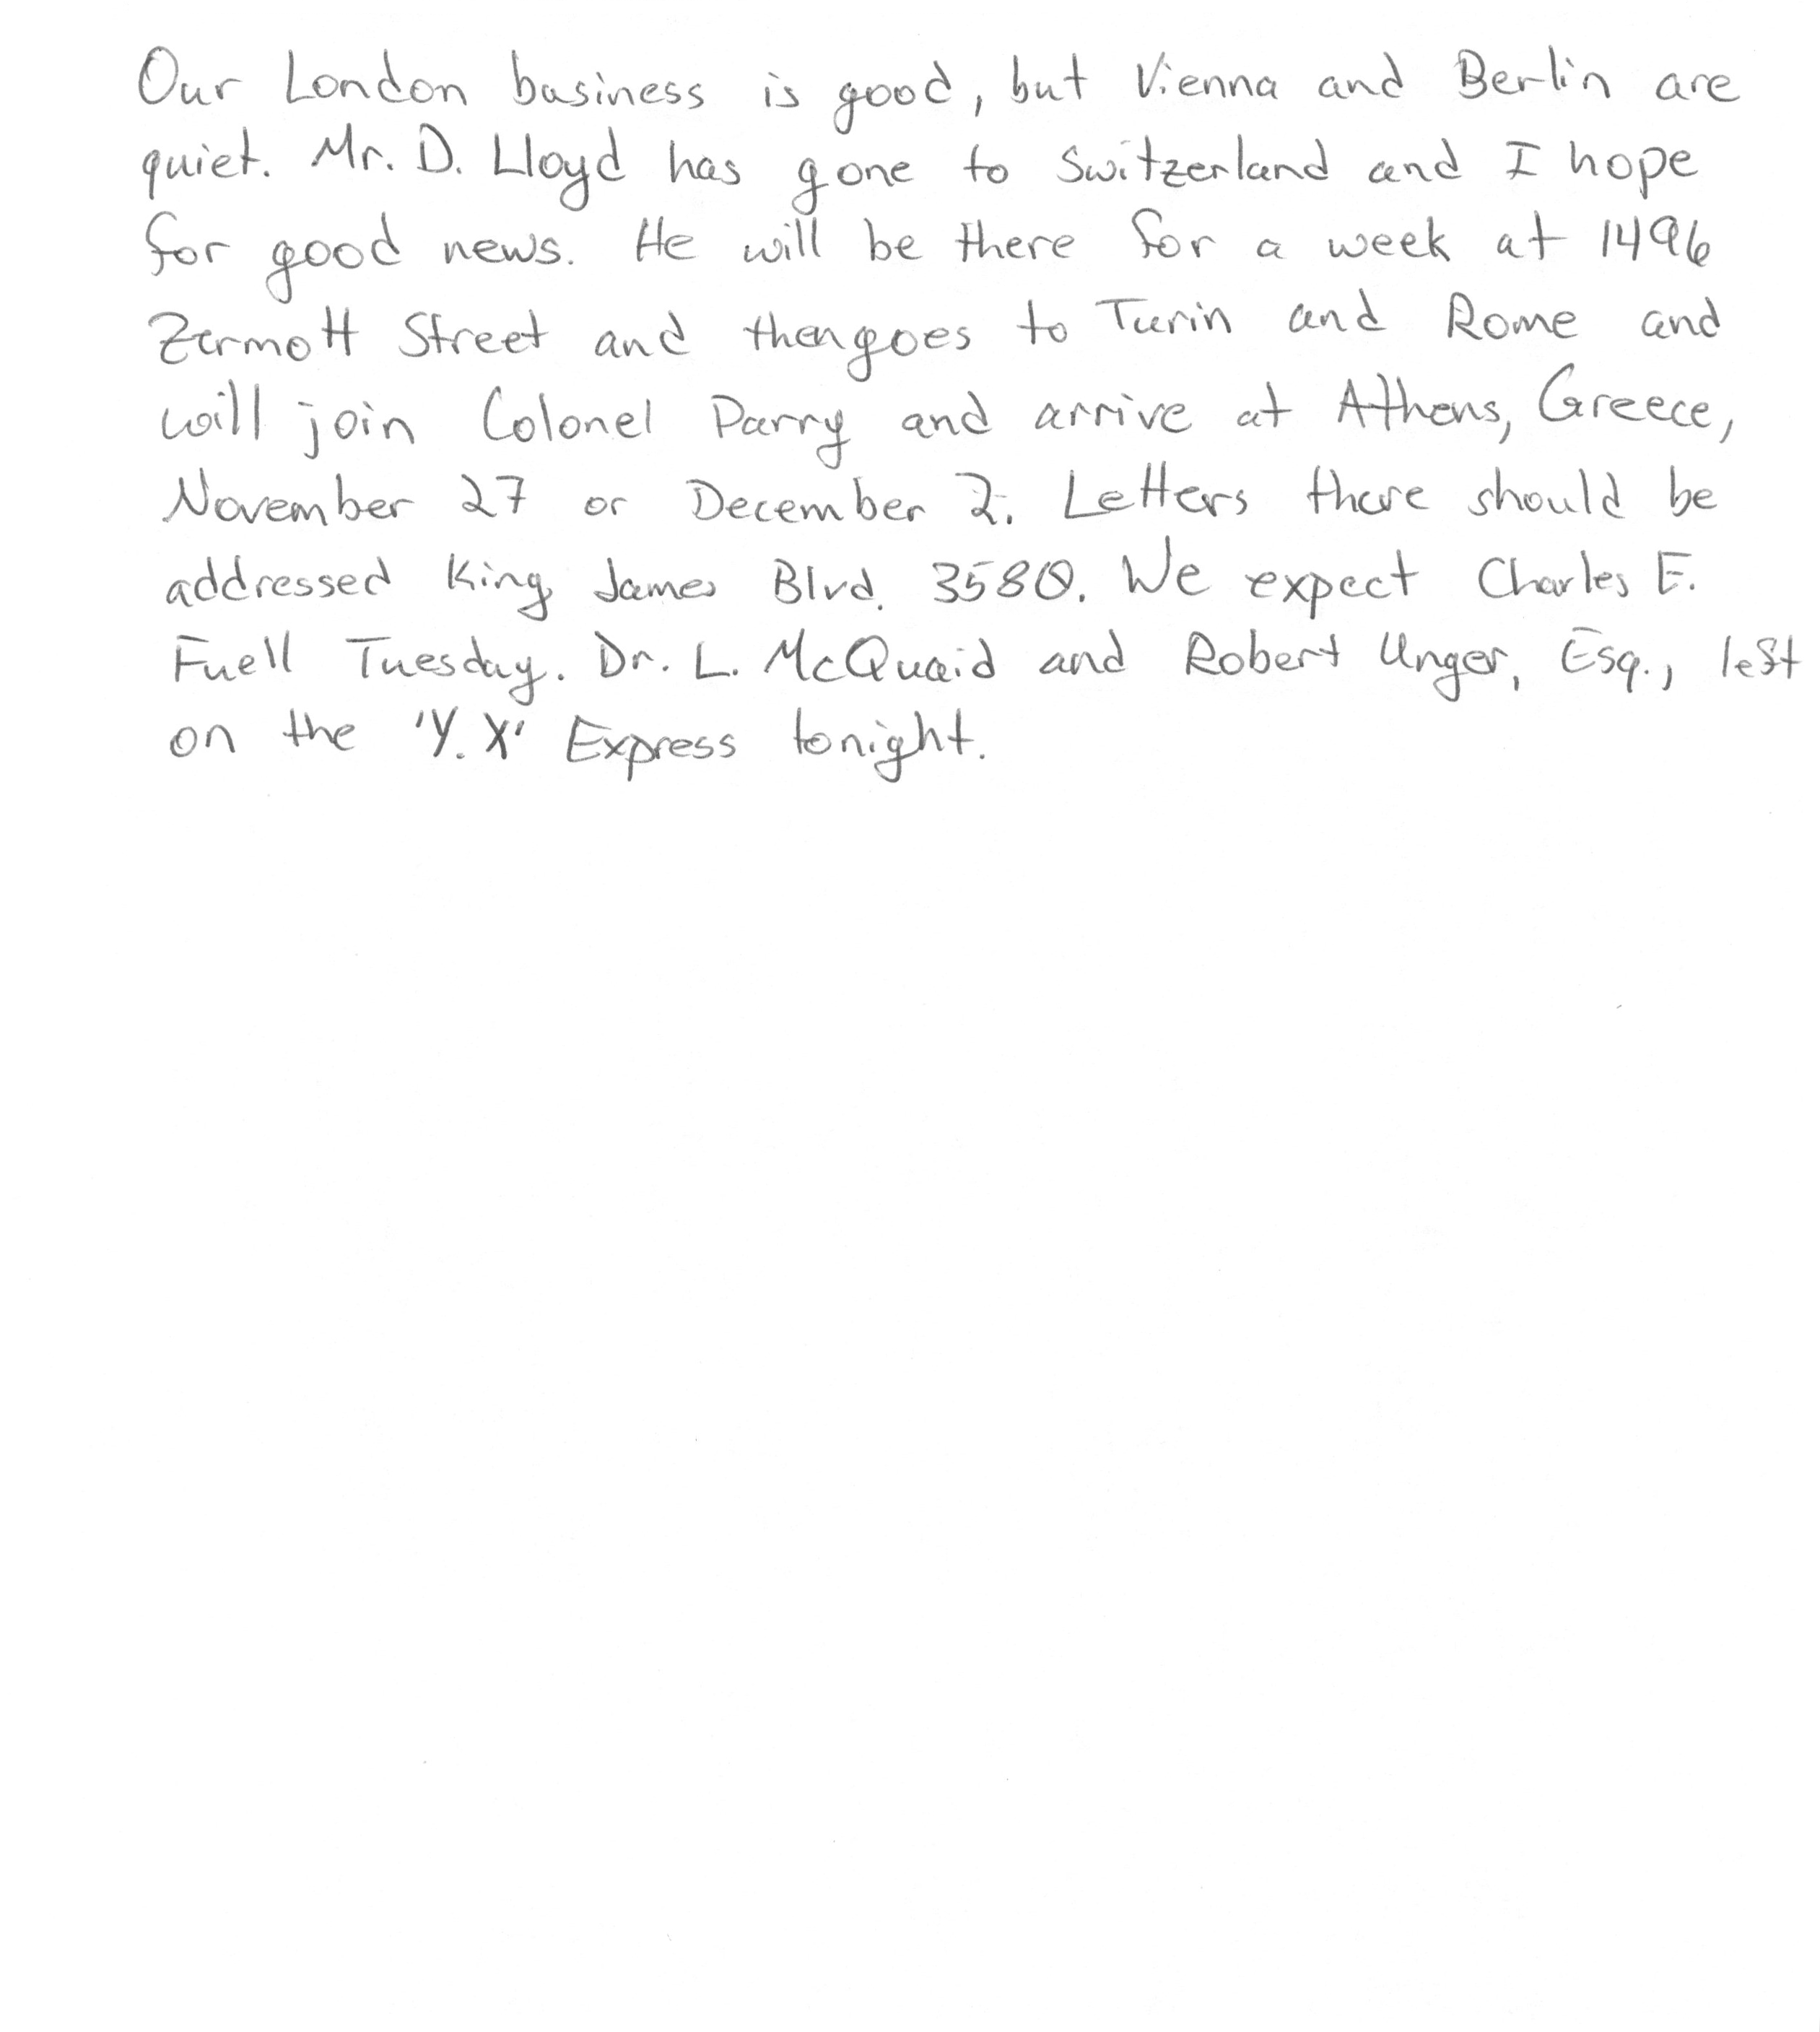 Our London business is good, but Vienna and Berlin are
quiet. Mr. D. Lloyd has gone to Switzerland and I hope
for good news. He will be there for a week at 1496
Zermott Street and then goes to Turin and Rome and
will join Colonel Parry and arrive at Athens, Greece,
November 27 or December 2. Letters there should be
addressed King James Blvd. 3580. We expect Charles E.
Fuell Tuesday. Dr. L. McQuaid and Robert Unger, Esq., left
on the 'Y.X' Express tonight.